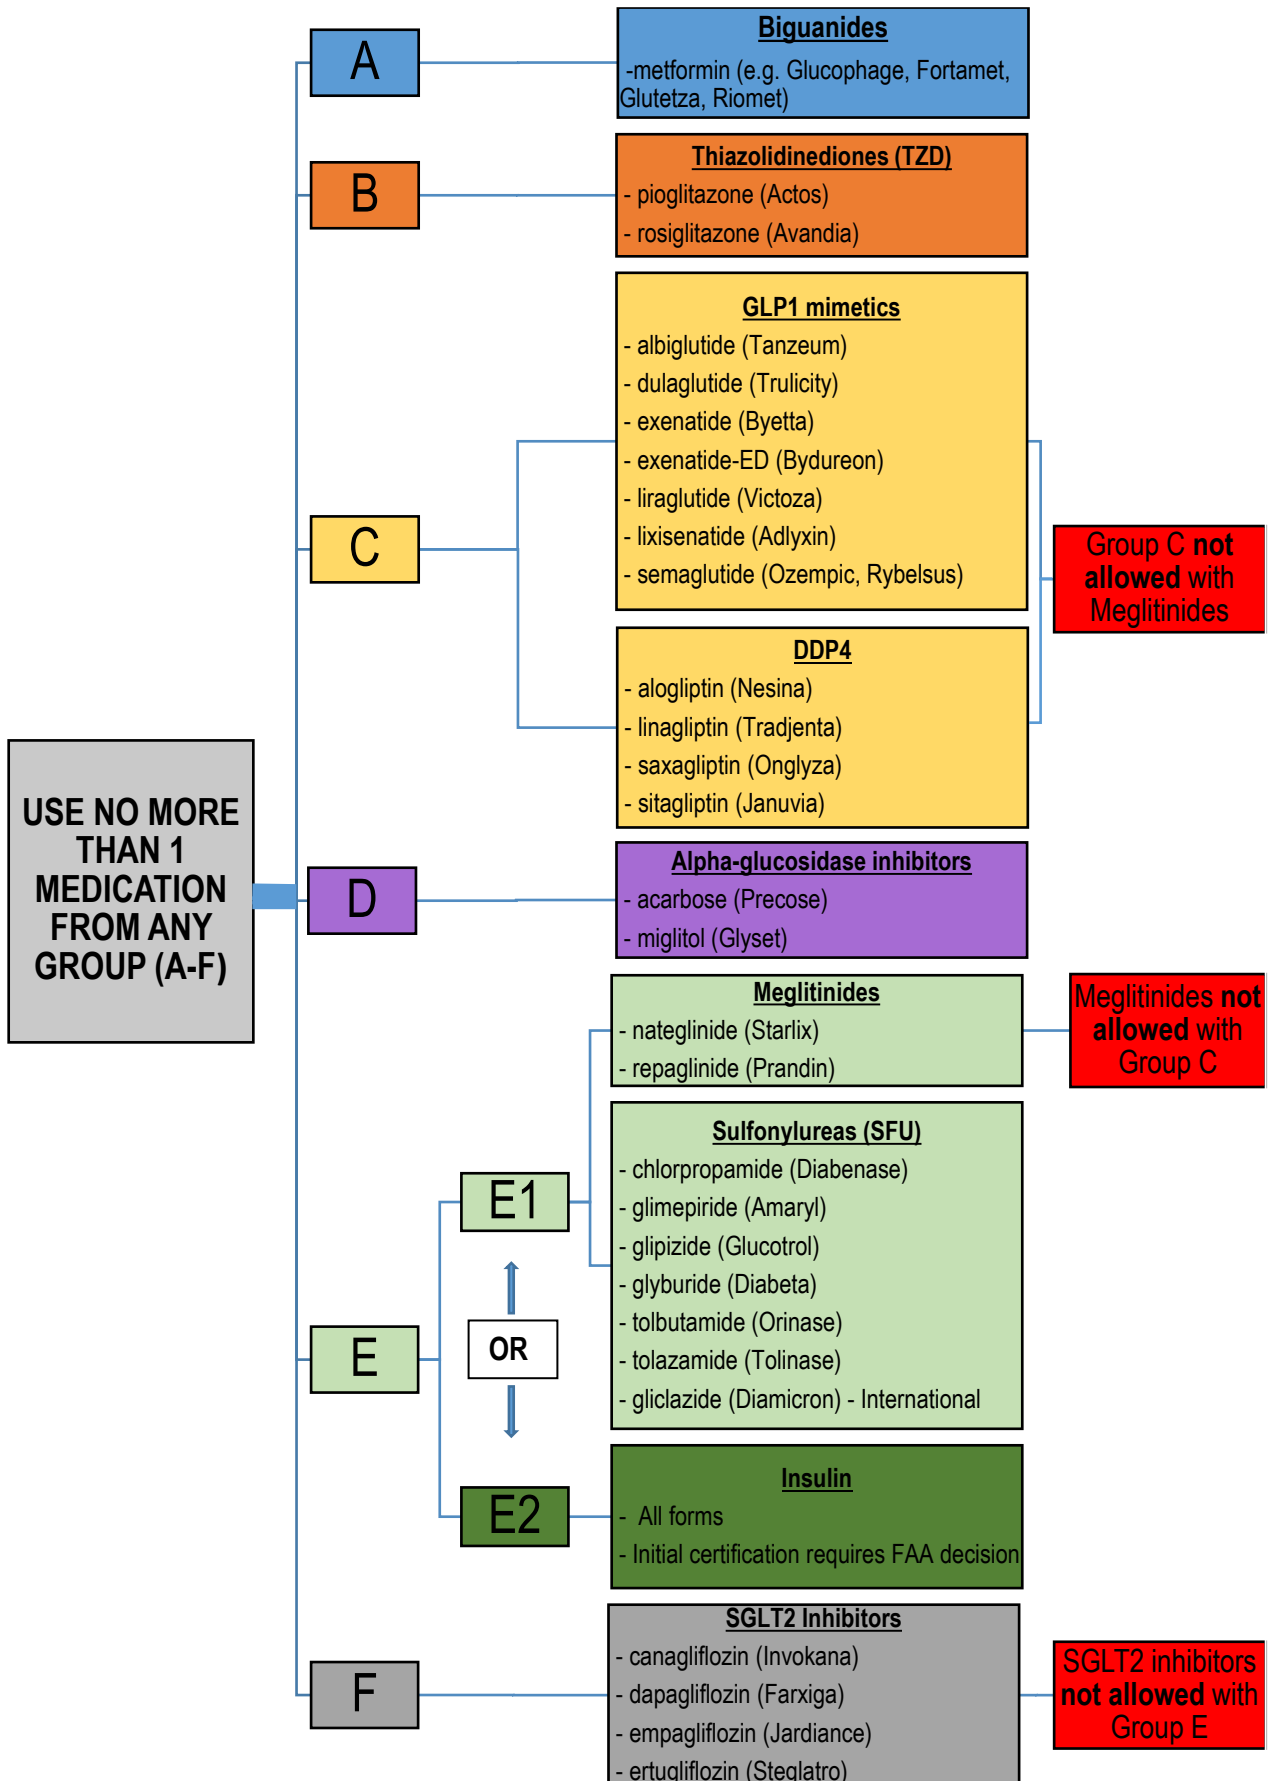 A
Biguanides
-metformin (e.g. Glucophage, Fortamet,
Glutetza, Riomet)
B
Thiazolidinediones (TZD)
- pioglitazone (Actos)
- rosiglitazone (Avandia)
C
GLP1 mimetics
- albiglutide (Tanzeum)
- dulaglutide (Trulicity)
- exenatide (Byetta)
- exenatide-ED (Bydureon)
- liraglutide (Victoza)
- lixisenatide (Adlyxin)
- semaglutide (Ozempic, Rybelsus)
Group C not
allowed with
Meglitinides
DDP4
- alogliptin (Nesina)
- linagliptin (Tradjenta)
- saxagliptin (Onglyza)
- sitagliptin (Januvia)
USE NO MORE
THAN 1
MEDICATION
FROM ANY
GROUP (A-F)
D
Alpha-glucosidase inhibitors
- acarbose (Precose)
- miglitol (Glyset)
Meglitinides
- nateglinide (Starlix)
- repaglinide (Prandin)
Meglitinides not
allowed with
Group C
E
E1
Sulfonylureas (SFU)
- chlorpropamide (Diabenase)
- glimepiride (Amaryl)
- glipizide (Glucotrol)
- glyburide (Diabeta)
- tolbutamide (Orinase)
- tolazamide (Tolinase)
- gliclazide (Diamicron) - International
OR
E2
Insulin
- All forms
- Initial certification requires FAA decision
F
SGLT2 Inhibitors
- canagliflozin (Invokana)
- dapagliflozin (Farxiga)
- empagliflozin (Jardiance)
- ertugliflozin (Steglatro)
SGLT2 inhibitors
not allowed with
Group E